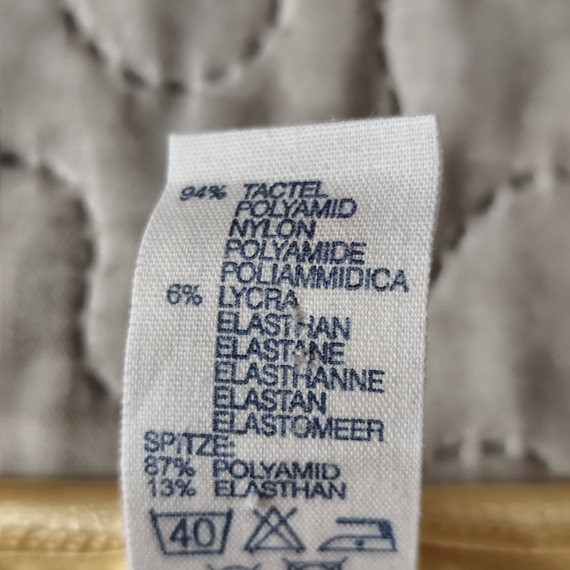 94% TACTEL
POLYAMID
NYLON
POLYAMIDE
POLIAMMIDICA
6% LYCRA
ELASTHAN
ELASTANE
ELASTHANNE
ELASTAN
ELASTOMEER
SPITZE:
87% POLYAMID
13% ELASTHAN
40